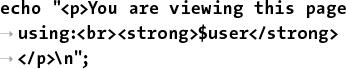 echo "<p>You are viewing this page
→ using:<br><strong>$user</strong>
→ </p>\n";